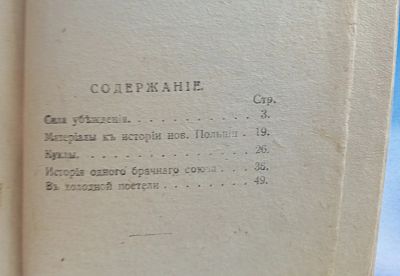 СОДЕРЖАНІЕ.
Стр.
Сила убѣжденія. . . . . . . . . . . 3.
Матеріалы къ исторіи нов. Польши . 19.
Куклы. . . . . . . . . . . . . . . . 26.
Исторія одного брачнаго союза . . 38.
Въ холодной постели . . . . . . . . 49.